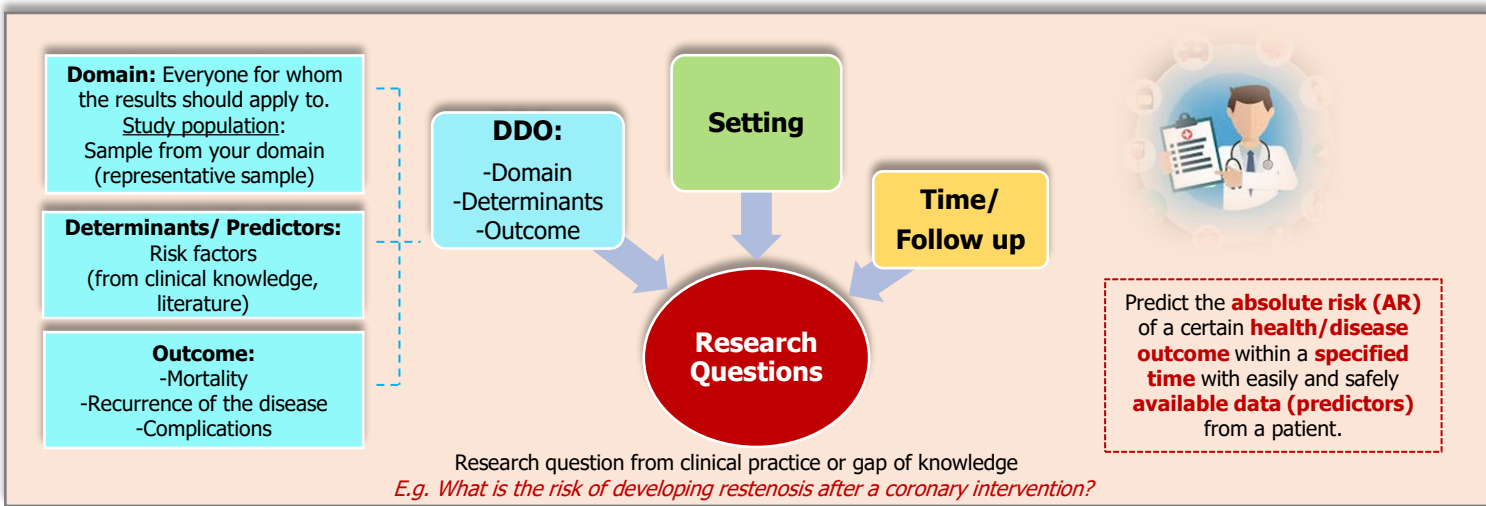 Domain: Everyone for whom
the results should apply to.
Study population:
Sample from your domain
(representative sample)
Determinants/ Predictors:
Risk factors
(from clinical knowledge,
literature)
Outcome:
-Mortality
-Recurrence of the disease
-Complications
DDO:
-Domain
-Determinants
-Outcome
Setting
Time/
Follow up
Research
Questions
Research question from clinical practice or gap of knowledge
E.g. What is the risk of developing restenosis after a coronary intervention?
Predict the absolute risk (AR)
of a certain health/disease
outcome within a specified
time with easily and safely
available data (predictors)
from a patient.